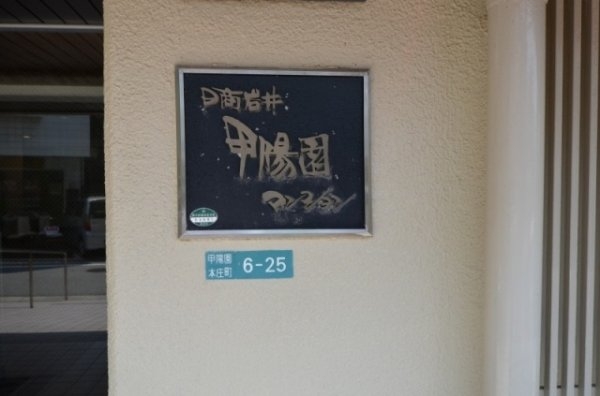 日商岩井
甲陽園
マンション
甲陽園
本庄町
6-25